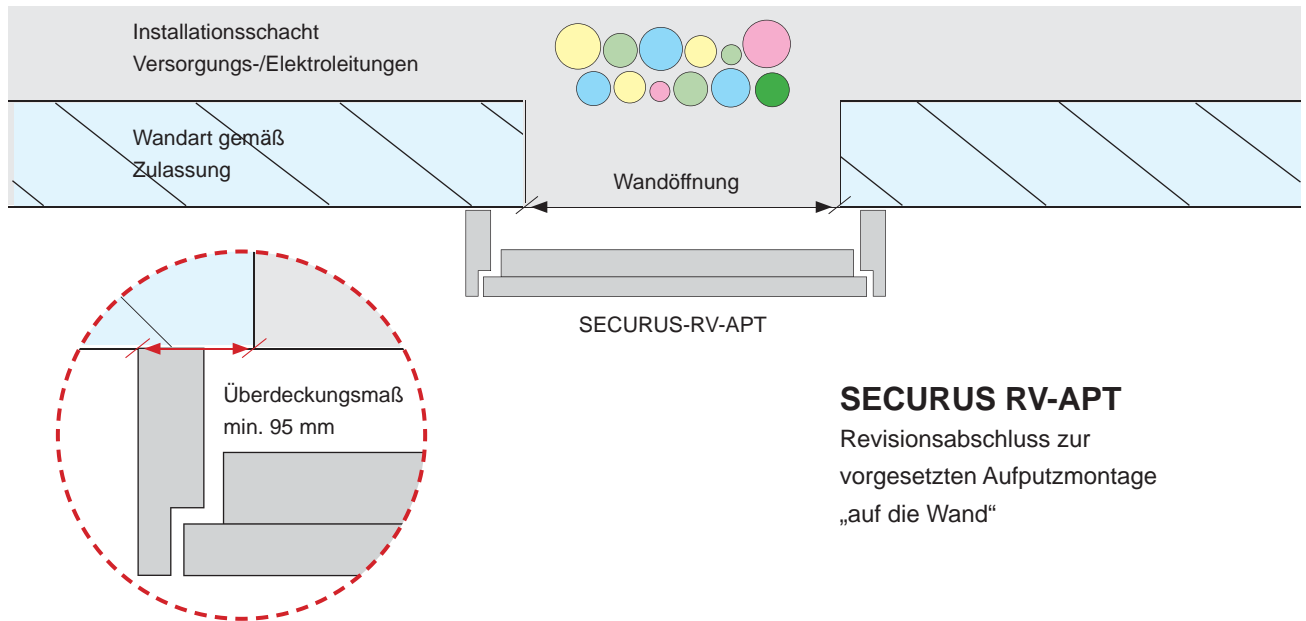 Installationsschacht
Versorgungs-/Elektroleitungen
Wandart gemäß
Zulassung
Wandöffnung
SECURUS-RV-APT
Überdeckungsmaß
min. 95 mm
SECURUS RV-APT
Revisionsabschluss zur
vorgesetzten Aufputzmontage
„auf die Wand“